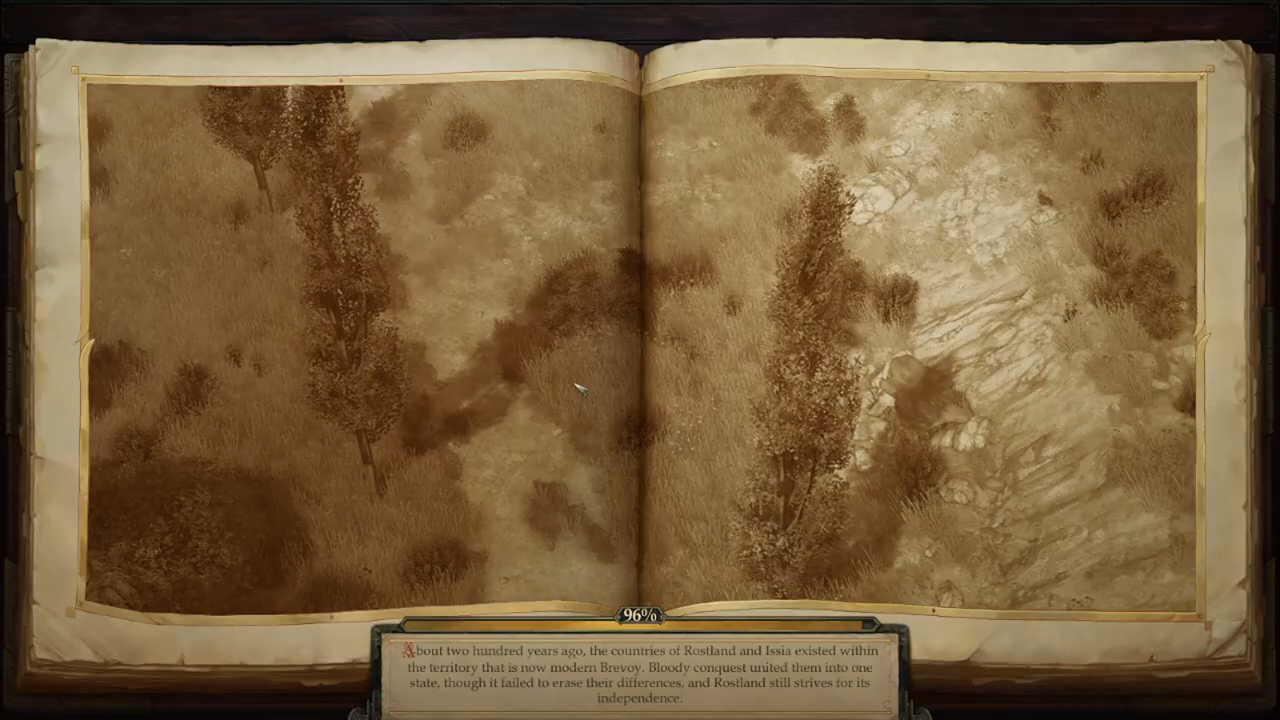 96%
About two hundred years ago, the countries of Rostland and Issia existed within
the territory that is now modern Brevoy. Bloody conquest united them into one
state, though it failed to erase their differences, and Rostland still strives for its
independence.